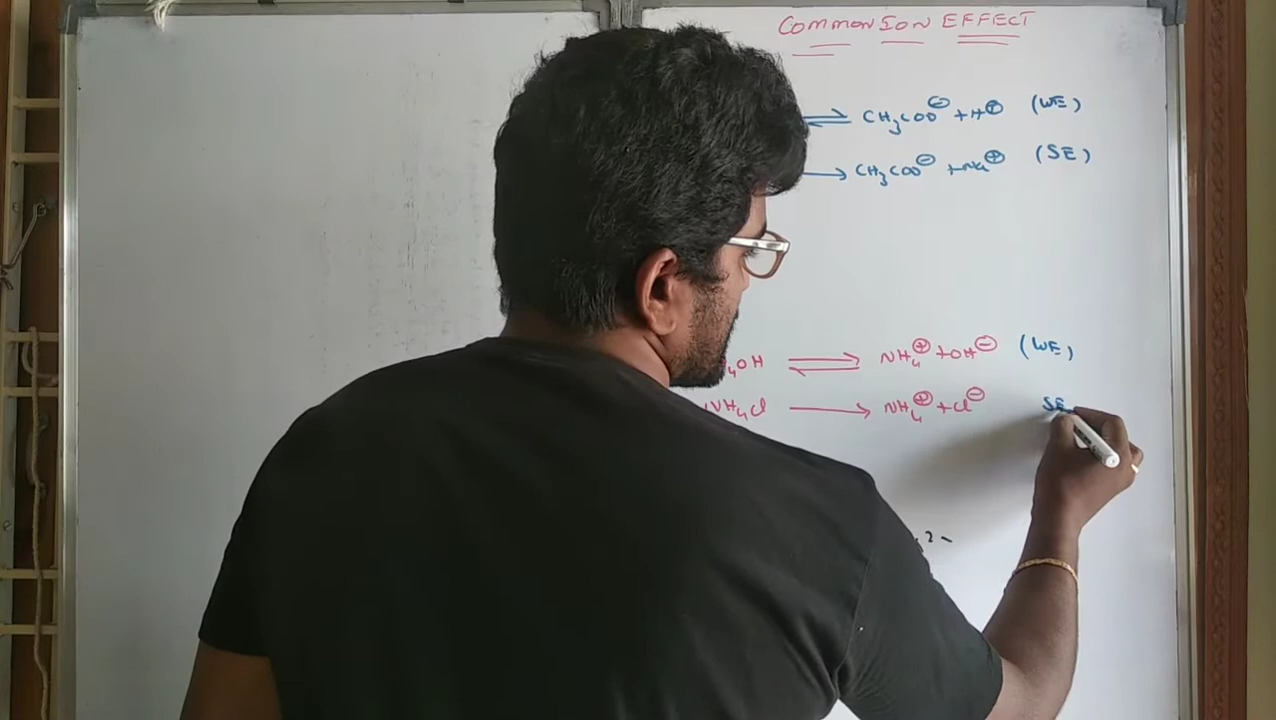 COMMON ION EFFECT
⇌ CH₃COO⊖ + H⊕ (WE)
→ CH₃COO⊖ + Na⊕ (SE)
₄OH ⇌ NH₄⊕ + OH⊖ (WE)
NH₄Cl → NH₄⊕ + Cl⊖ SE